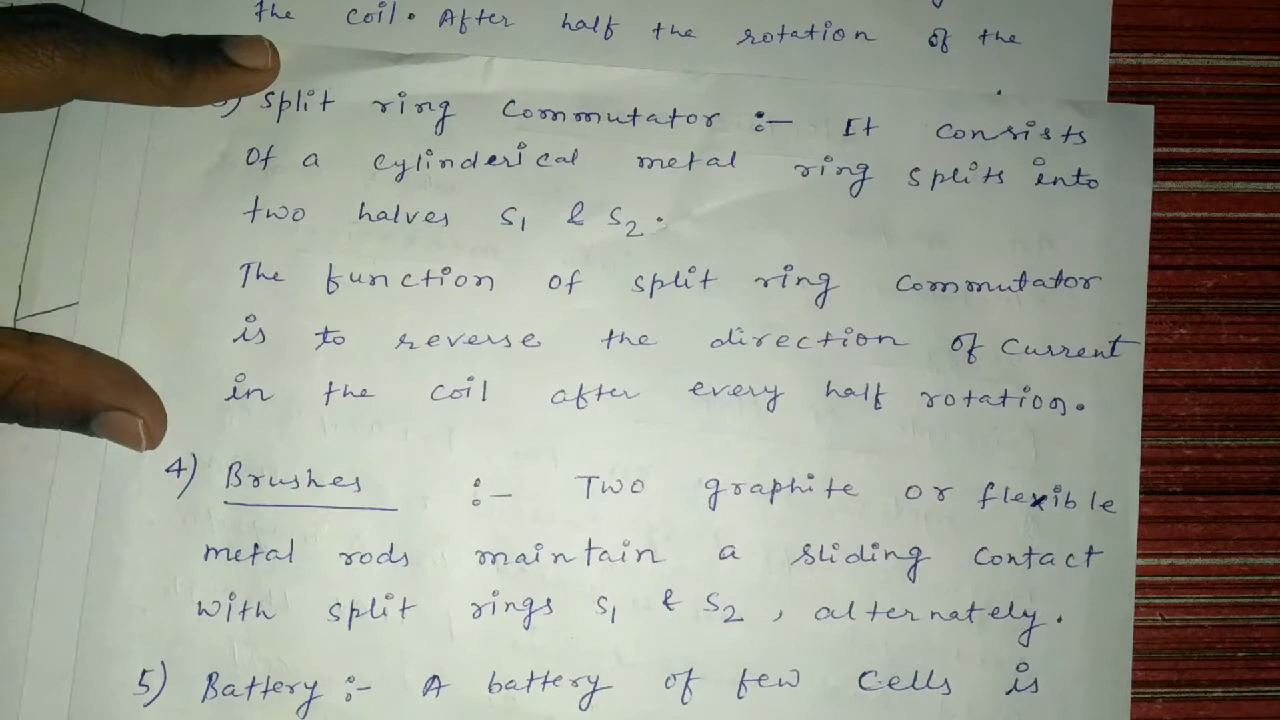 the coil. After half the rotation of the
3) Split ring Commutator :- It consists
of a cylinderical metal ring splits into
two halves S1 & S2.
The function of split ring commutator
is to reverse the direction of current
in the coil after every half rotation.
4) Brushes :- Two graphite or flexible
metal rods maintain a sliding contact
with split rings S1 & S2, alternately.
5) Battery :- A battery of few cells is